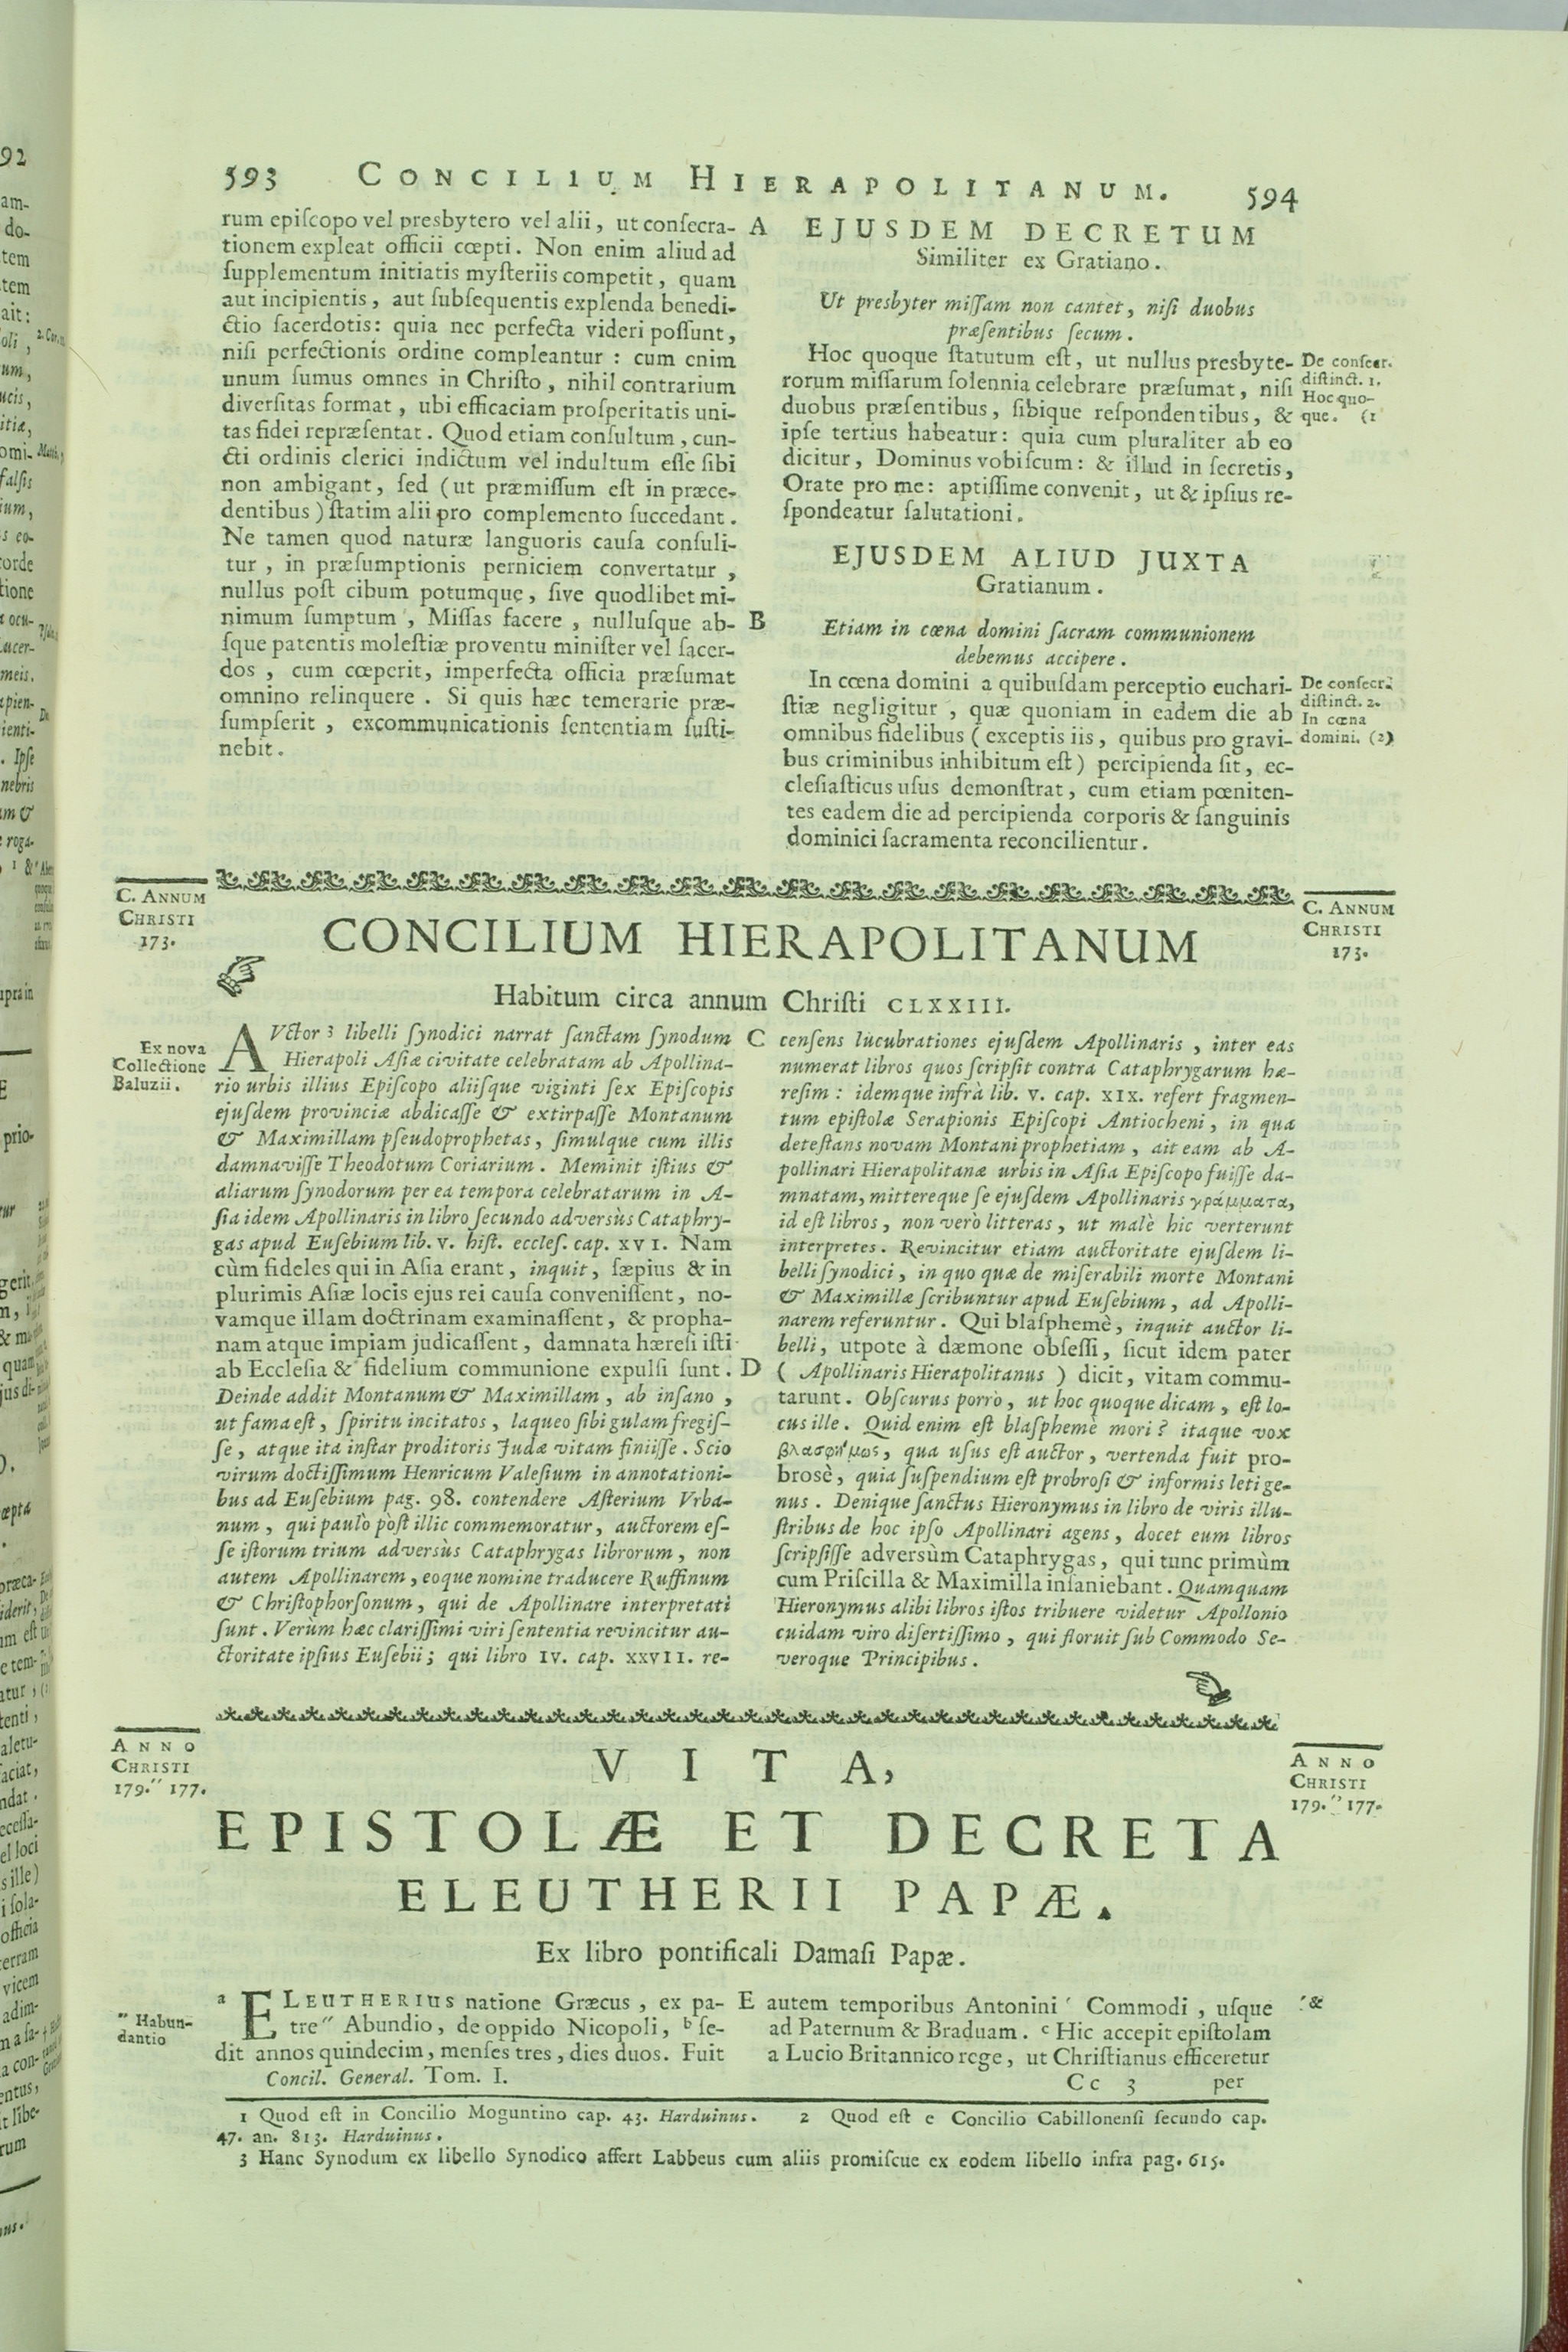 593 CONCILIUM HIERAPOLITANUM. 594
rum episcopo vel presbytero vel alii, ut consecra- A
tionem expleat officii cœpti. Non enim aliud ad
supplementum initiatis mysteriis competit, quam
aut incipientis, aut subsequentis explenda benedi-
ctio sacerdotis: quia nec perfecta videri possunt,
nisi perfectionis ordine compleantur: cum enim
unum sumus omnes in Christo, nihil contrarium
diversitas format, ubi efficaciam prosperitatis uni-
tas fidei repræsentat. Quod etiam consultum, cun-
cti ordinis clerici indictum vel indultum esse sibi
non ambigant, sed (ut præmissum est in præce-
dentibus) statim alii pro complemento succedant.
Ne tamen quod naturæ languoris causa consuli-
tur, in præsumptionis perniciem convertatur,
nullus post cibum potumque, sive quodlibet mi-
nimum sumptum, Missas facere, nullusque ab- B
sque patentis molestiæ proventu minister vel sacer-
dos, cum cœperit, imperfecta officia præsumat
omnino relinquere. Si quis hæc temerarie præ-
sumpserit, excommunicationis sententiam susti-
nebit.
EJUSDEM DECRETUM
Similiter ex Gratiano.
Ut presbyter missam non cantet, nisi duobus
præsentibus secum.
Hoc quoque statutum est, ut nullus presbyte-
rorum missarum solennia celebrare præsumat, nisi
duobus præsentibus, sibique respondentibus, &
ipse tertius habeatur: quia cum pluraliter ab eo
dicitur, Dominus vobiscum: & illud in secretis,
Orate pro me: aptissime convenit, ut & ipsius re-
spondeatur salutationi.
De consecr.
distinct. 1.
Hoc quo-
que. (1
EJUSDEM ALIUD JUXTA
Gratianum.
Etiam in cœna domini sacram communionem
debemus accipere.
In cœna domini a quibusdam perceptio euchari-
stiæ negligitur, quæ quoniam in eadem die ab
omnibus fidelibus (exceptis iis, quibus pro gravi-
bus criminibus inhibitum est) percipienda sit, ec-
clesiasticus usus demonstrat, cum etiam pœniten-
tes eadem die ad percipienda corporis & sanguinis
dominici sacramenta reconcilientur.
De consecr.
distinct. 2.
In cœna
domini. (2)
C. ANNUM
CHRISTI
173.
CONCILIUM HIERAPOLITANUM
C. ANNUM
CHRISTI
173.
Habitum circa annum Christi CLXXIII.
Ex nova
Collectione
Baluzii.
AUctor 3 libelli synodici narrat sanctam synodum C
Hierapoli Asiæ civitate celebratam ab Apollina-
rio urbis illius Episcopo aliisque viginti sex Episcopis
ejusdem provinciæ abdicasse & extirpasse Montanum
& Maximillam pseudoprophetas, simulque cum illis
damnavisse Theodotum Coriarium. Meminit istius &
aliarum synodorum per ea tempora celebratarum in A-
sia idem Apollinaris in libro secundo adversùs Cataphry-
gas apud Eusebium lib. v. hist. eccles. cap. XVI. Nam
cùm fideles qui in Asia erant, inquit, sæpius & in
plurimis Asiæ locis ejus rei causa convenissent, no-
vamque illam doctrinam examinassent, & propha-
nam atque impiam judicassent, damnata hæresi isti
ab Ecclesia & fidelium communione expulsi sunt. D
Deinde addit Montanum & Maximillam, ab insano,
ut fama est, spiritu incitatos, laqueo sibi gulam fregis-
se, atque ita instar proditoris Judæ vitam finiisse. Scio
virum doctissimum Henricum Valesium in annotationi-
bus ad Eusebium pag. 98. contendere Asterium Urba-
num, qui paulò pòst illic commemoratur, auctorem es-
se istorum trium adversùs Cataphrygas librorum, non
autem Apollinarem, eoque nomine traducere Ruffinum
& Christophorsonum, qui de Apollinare interpretati
sunt. Verum hæc clarissimi viri sententia revincitur au-
ctoritate ipsius Eusebii; qui libro IV. cap. XXVII. re-
censens lucubrationes ejusdem Apollinaris, inter eas
numerat libros quos scripsit contra Cataphrygarum hæ-
resim: idemque infrà lib. v. cap. XIX. refert fragmen-
tum epistolæ Serapionis Episcopi Antiocheni, in qua
detestans novam Montani prophetiam, ait eam ab A-
pollinari Hierapolitanæ urbis in Asia Episcopo fuisse da-
mnatam, mittereque se ejusdem Apollinaris γράμματα,
id est libros, non verò litteras, ut malè hic verterunt
interpretes. Revincitur etiam auctoritate ejusdem li-
belli synodici, in quo quæ de miserabili morte Montani
& Maximillæ scribuntur apud Eusebium, ad Apolli-
narem referuntur. Qui blasphemè, inquit auctor li-
belli, utpote à dæmone obsessi, sicut idem pater
( Apollinaris Hierapolitanus ) dicit, vitam commu-
tarunt. Obscurus porrò, ut hoc quoque dicam, est lo-
cus ille. Quid enim est blasphemè mori? itaque vox
βλασφήμως, qua usus est auctor, vertenda fuit pro-
brosè, quia suspendium est probrosi & informis leti ge-
nus. Denique sanctus Hieronymus in libro de viris illu-
stribus de hoc ipso Apollinari agens, docet eum libros
scripsisse adversùm Cataphrygas, qui tunc primùm
cum Priscilla & Maximilla insaniebant. Quamquam
Hieronymus alibi libros istos tribuere videtur Apollonio
cuidam viro disertissimo, qui floruit sub Commodo Se-
veroque Principibus.
ANNO
CHRISTI
179.″ 177.
VITA,
EPISTOLÆ ET DECRETA
ELEUTHERII PAPÆ.
ANNO
CHRISTI
179.″ 177.
Ex libro pontificali Damasi Papæ.
″ Habun-
dantio
a ELEUTHERIUS natione Græcus, ex pa- E
tre″ Abundio, de oppido Nicopoli, b se-
dit annos quindecim, menses tres, dies duos. Fuit
autem temporibus Antonini ′ Commodi, usque
ad Paternum & Braduam. c Hic accepit epistolam
a Lucio Britannico rege, ut Christianus efficeretur
′ &
Concil. General. Tom. I. Cc 3 per
1 Quod est in Concilio Moguntino cap. 43. Harduinus. 2 Quod est e Concilio Cabillonensi secundo cap.
47. an. 813. Harduinus.
3 Hanc Synodum ex libello Synodico affert Labbeus cum aliis promiscue ex eodem libello infra pag. 615.